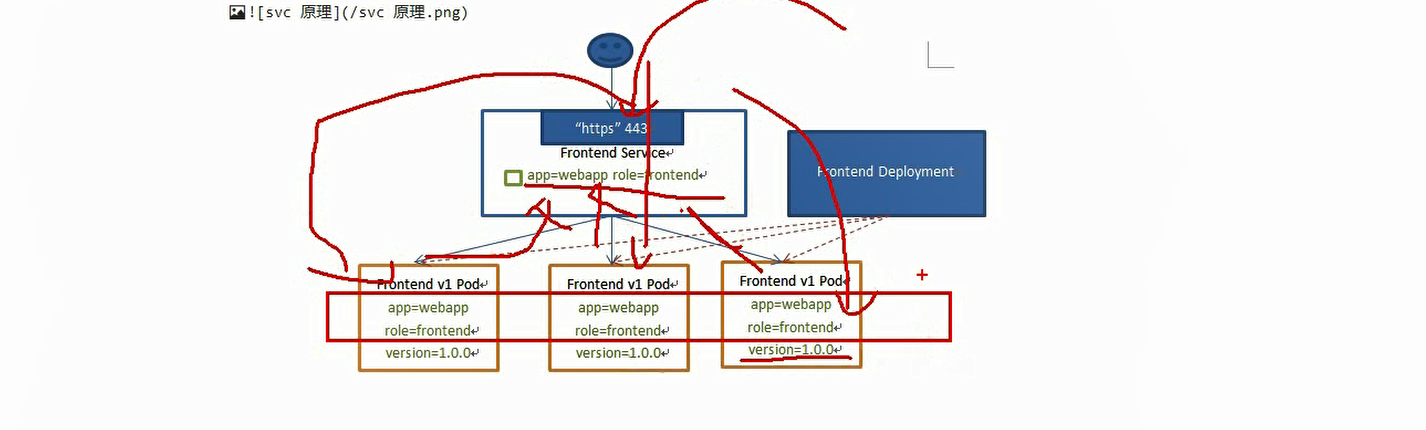 ![svc 原理](/svc 原理.png)
“https” 443
Frontend Service
app=webapp role=frontend
Frontend Deployment
Frontend v1 Pod
app=webapp
role=frontend
version=1.0.0
Frontend v1 Pod
app=webapp
role=frontend
version=1.0.0
Frontend v1 Pod
app=webapp
role=frontend
version=1.0.0